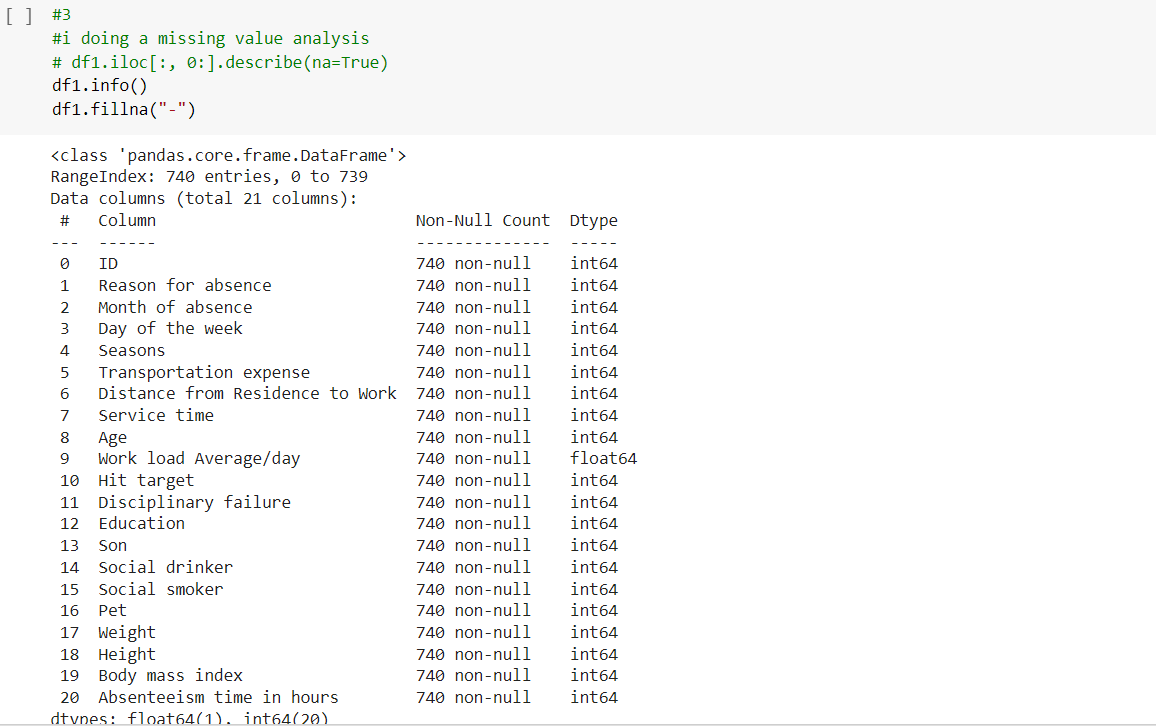 [ ] #3
#i doing a missing value analysis
# df1.iloc[:, 0:].describe(na=True)
df1.info()
df1.fillna("-")
<class 'pandas.core.frame.DataFrame'>
RangeIndex: 740 entries, 0 to 739
Data columns (total 21 columns):
 #   Column                           Non-Null Count  Dtype
---  ------                           --------------  -----
 0   ID                               740 non-null    int64
 1   Reason for absence               740 non-null    int64
 2   Month of absence                 740 non-null    int64
 3   Day of the week                  740 non-null    int64
 4   Seasons                          740 non-null    int64
 5   Transportation expense           740 non-null    int64
 6   Distance from Residence to Work  740 non-null    int64
 7   Service time                     740 non-null    int64
 8   Age                              740 non-null    int64
 9   Work load Average/day            740 non-null    float64
 10  Hit target                       740 non-null    int64
 11  Disciplinary failure             740 non-null    int64
 12  Education                        740 non-null    int64
 13  Son                              740 non-null    int64
 14  Social drinker                   740 non-null    int64
 15  Social smoker                    740 non-null    int64
 16  Pet                              740 non-null    int64
 17  Weight                           740 non-null    int64
 18  Height                           740 non-null    int64
 19  Body mass index                  740 non-null    int64
 20  Absenteeism time in hours        740 non-null    int64
dtypes: float64(1), int64(20)